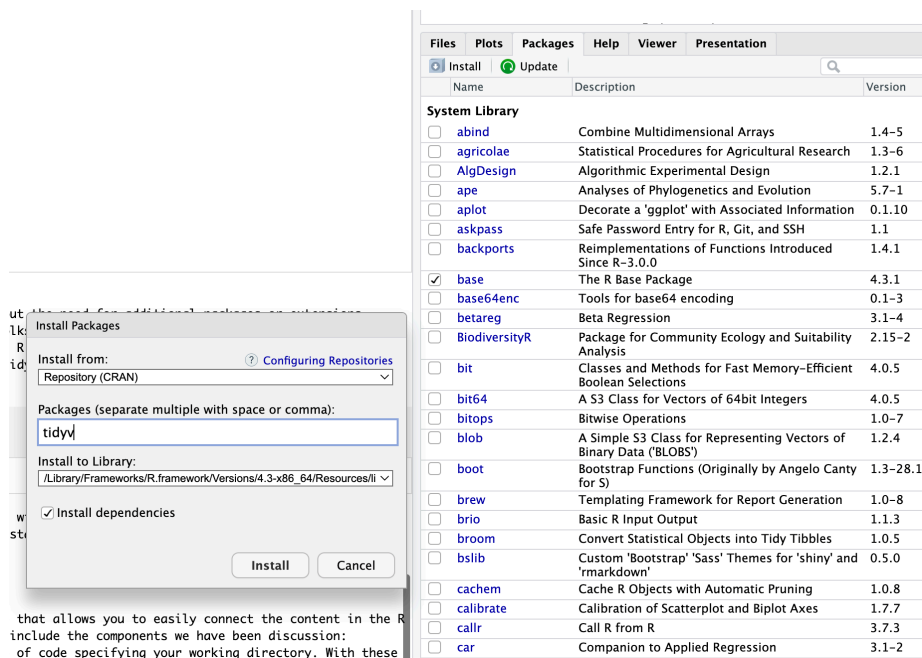 Files Plots Packages Help Viewer Presentation
Install Update
Name Description Version
System Library
abind Combine Multidimensional Arrays 1.4-5
agricolae Statistical Procedures for Agricultural Research 1.3-6
AlgDesign Algorithmic Experimental Design 1.2.1
ape Analyses of Phylogenetics and Evolution 5.7-1
aplot Decorate a 'ggplot' with Associated Information 0.1.10
askpass Safe Password Entry for R, Git, and SSH 1.1
backports Reimplementations of Functions Introduced 1.4.1
Since R-3.0.0
base The R Base Package 4.3.1
base64enc Tools for base64 encoding 0.1-3
betareg Beta Regression 3.1-4
BiodiversityR Package for Community Ecology and Suitability 2.15-2
Analysis
bit Classes and Methods for Fast Memory-Efficient 4.0.5
Boolean Selections
bit64 A S3 Class for Vectors of 64bit Integers 4.0.5
bitops Bitwise Operations 1.0-7
blob A Simple S3 Class for Representing Vectors of 1.2.4
Binary Data ('BLOBS')
boot Bootstrap Functions (Originally by Angelo Canty 1.3-28.1
for S)
brew Templating Framework for Report Generation 1.0-8
brio Basic R Input Output 1.1.3
broom Convert Statistical Objects into Tidy Tibbles 1.0.5
bslib Custom 'Bootstrap' 'Sass' Themes for 'shiny' and 0.5.0
'rmarkdown'
cachem Cache R Objects with Automatic Pruning 1.0.8
calibrate Calibration of Scatterplot and Biplot Axes 1.7.7
callr Call R from R 3.7.3
car Companion to Applied Regression 3.1-2
ut the need for additional packages or extensions
lk
R
id
Install Packages
Install from: ? Configuring Repositories
Repository (CRAN)
Packages (separate multiple with space or comma):
tidyv
Install to Library:
/Library/Frameworks/R.framework/Versions/4.3-x86_64/Resources/li
Install dependencies
Install Cancel
w
st
that allows you to easily connect the content in the R
include the components we have been discussion:
of code specifying your working directory. With these